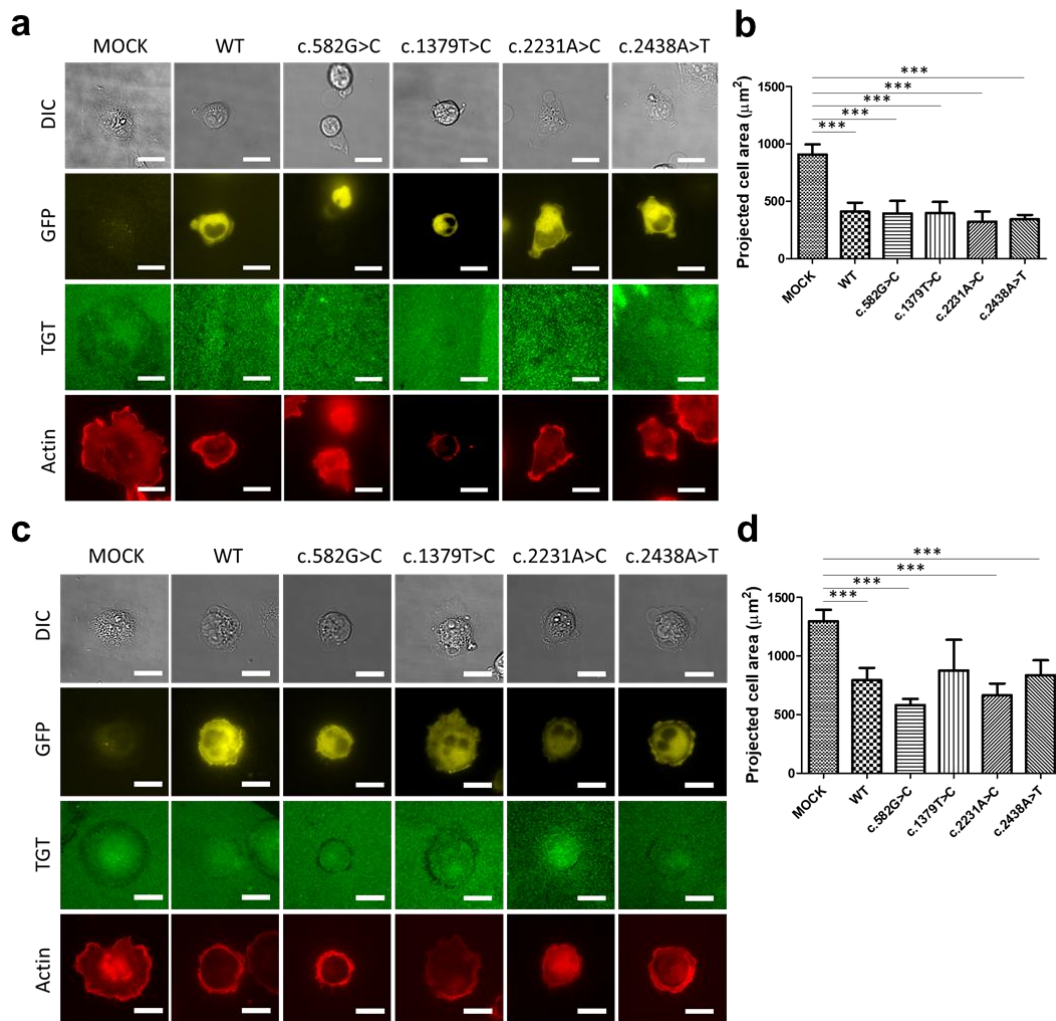 a
MOCK WT c.582G>C c.1379T>C c.2231A>C c.2438A>T
DIC
GFP
TGT
Actin
b
***
***
***
***
***
Projected cell area (μm²)
1500
1000
500
0
MOCK
WT
c.582G>C
c.1379T>C
c.2231A>C
c.2438A>T
c
MOCK WT c.582G>C c.1379T>C c.2231A>C c.2438A>T
DIC
GFP
TGT
Actin
d
***
***
***
***
Projected cell area (μm²)
1500
1000
500
0
MOCK
WT
c.582G>C
c.1379T>C
c.2231A>C
c.2438A>T